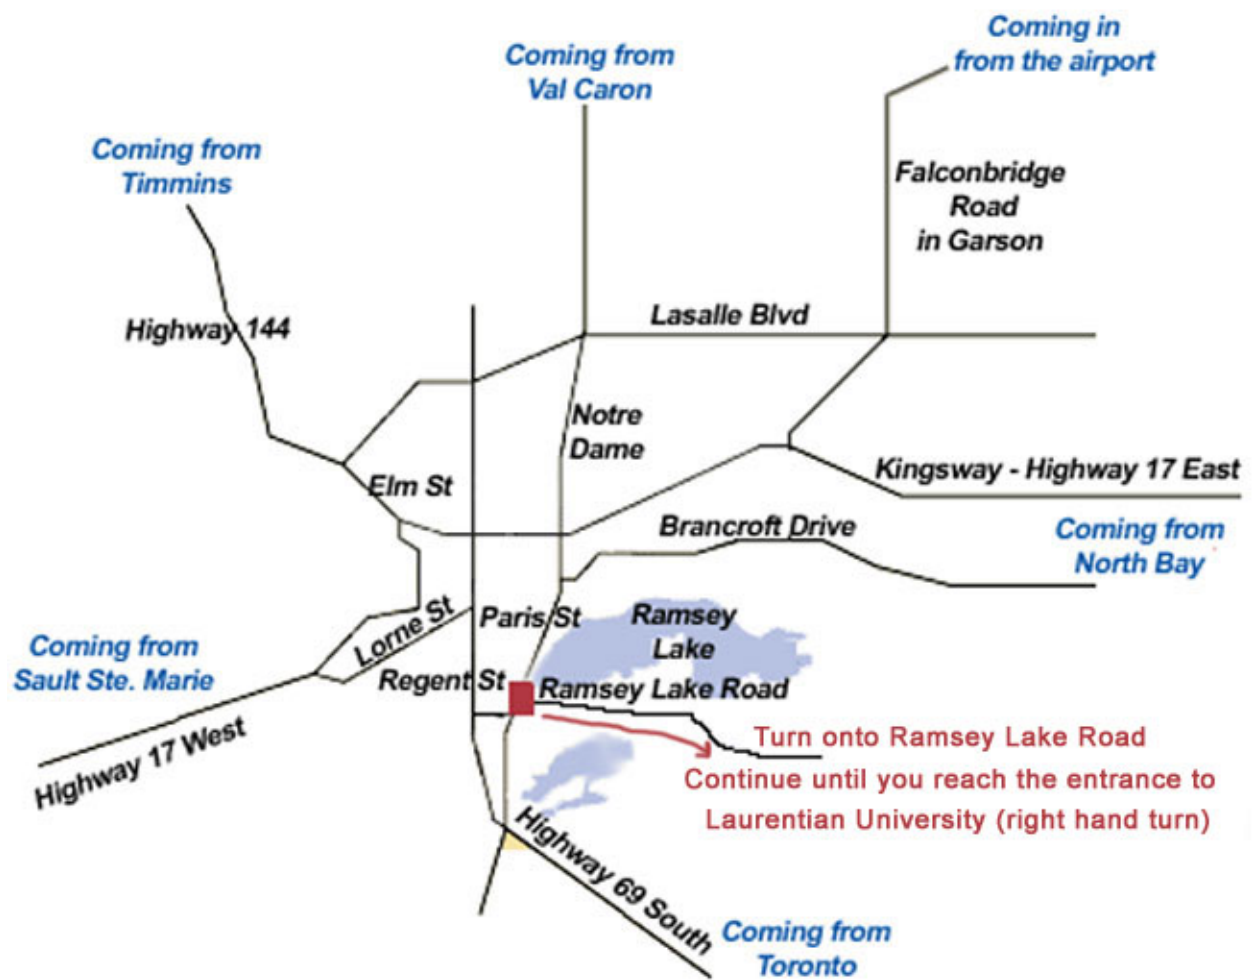 Coming in
from the airport
Coming from
Val Caron
Coming from
Timmins
Falconbridge
Road
in Garson
Highway 144
Lasalle Blvd
Notre
Dame
Elm St
Kingsway - Highway 17 East
Brancroft Drive
Coming from
North Bay
Paris St
Ramsey
Lake
Lorne St
Coming from
Sault Ste. Marie
Regent St
Ramsey Lake Road
Highway 17 West
Turn onto Ramsey Lake Road
Continue until you reach the entrance to
Laurentian University (right hand turn)
Highway 69 South
Coming from
Toronto